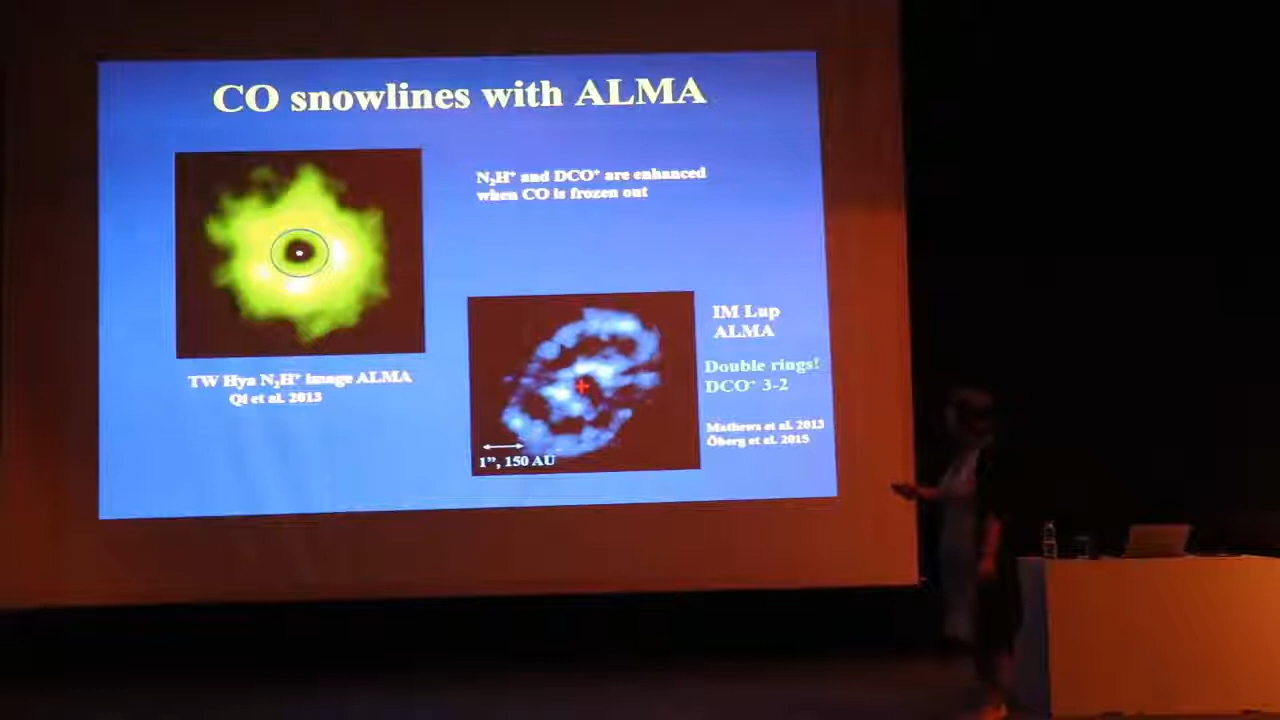 CO snowlines with ALMA
N₂H⁺ and DCO⁺ are enhanced
when CO is frozen out
TW Hya N₂H⁺ image ALMA
Qi et al. 2013
IM Lup
ALMA
Double rings!
DCO⁺ 3-2
Mathews et al. 2013
Öberg et al. 2015
1”, 150 AU